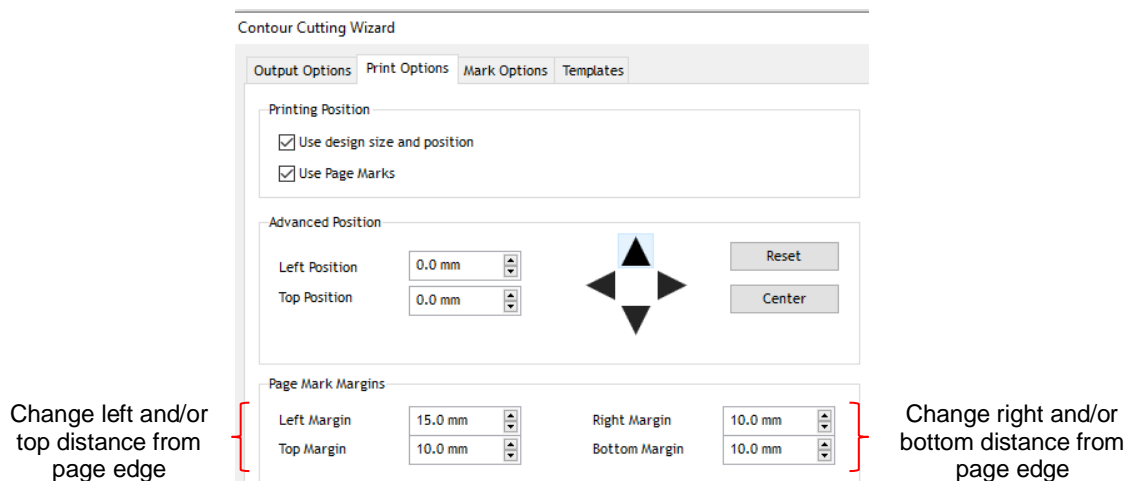 Contour Cutting Wizard
Output Options Print Options Mark Options Templates
Printing Position
Use design size and position
Use Page Marks
Advanced Position
Left Position 0.0 mm
Top Position 0.0 mm
Reset
Center
Page Mark Margins
Left Margin 15.0 mm Right Margin 10.0 mm
Top Margin 10.0 mm Bottom Margin 10.0 mm
Change left and/or
top distance from
page edge
Change right and/or
bottom distance from
page edge